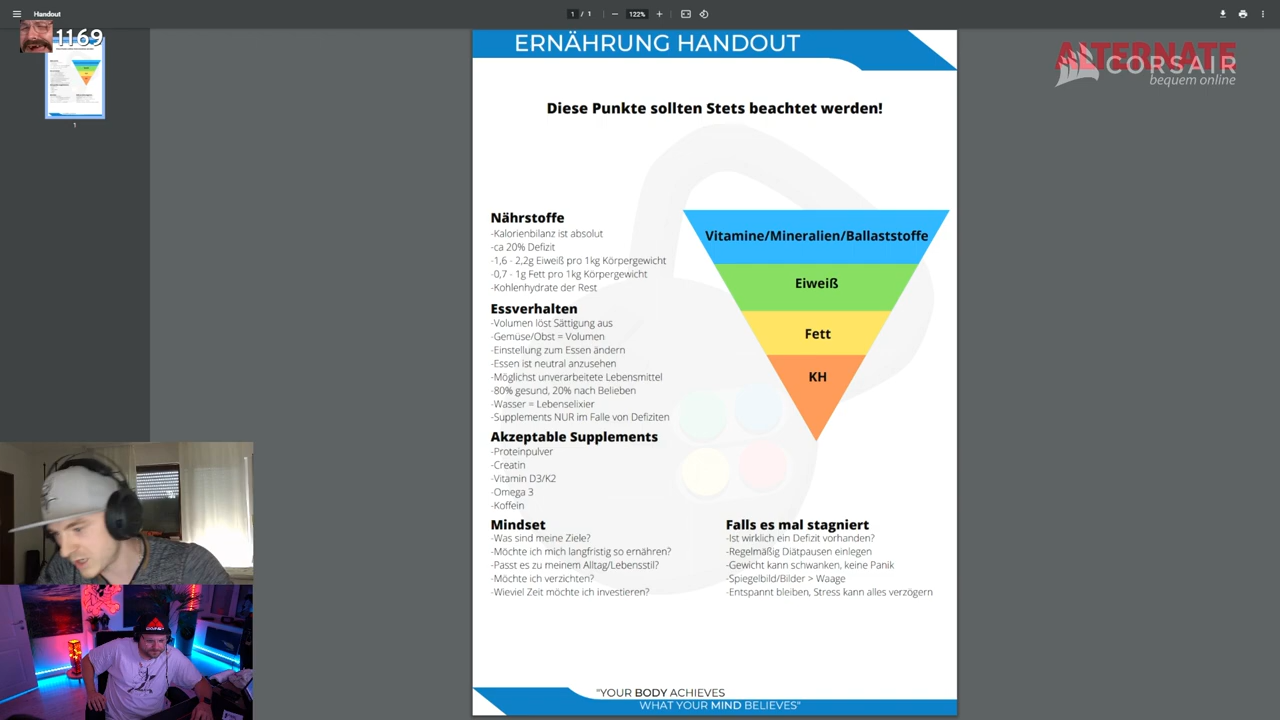 Handout
1 / 1
122%
1169
1
ALTERNATE
CORSAIR
bequem online
ERNÄHRUNG HANDOUT
Diese Punkte sollten Stets beachtet werden!
Nährstoffe
-Kalorienbilanz ist absolut
-ca 20% Defizit
-1,6 - 2,2g Eiweiß pro 1kg Körpergewicht
-0,7 - 1g Fett pro 1kg Körpergewicht
-Kohlenhydrate der Rest
Essverhalten
-Volumen löst Sättigung aus
-Gemüse/Obst = Volumen
-Einstellung zum Essen ändern
-Essen ist neutral anzusehen
-Möglichst unverarbeitete Lebensmittel
-80% gesund, 20% nach Belieben
-Wasser = Lebenselixier
-Supplements NUR im Falle von Defiziten
Akzeptable Supplements
-Proteinpulver
-Creatin
-Vitamin D3/K2
-Omega 3
-Koffein
Vitamine/Mineralien/Ballaststoffe
Eiweiß
Fett
KH
Mindset
-Was sind meine Ziele?
-Möchte ich mich langfristig so ernähren?
-Passt es zu meinem Alltag/Lebensstil?
-Möchte ich verzichten?
-Wieviel Zeit möchte ich investieren?
Falls es mal stagniert
-Ist wirklich ein Defizit vorhanden?
-Regelmäßig Diätpausen einlegen
-Gewicht kann schwanken, keine Panik
-Spiegelbild/Bilder > Waage
-Entspannt bleiben, Stress kann alles verzögern
"YOUR BODY ACHIEVES
WHAT YOUR MIND BELIEVES"